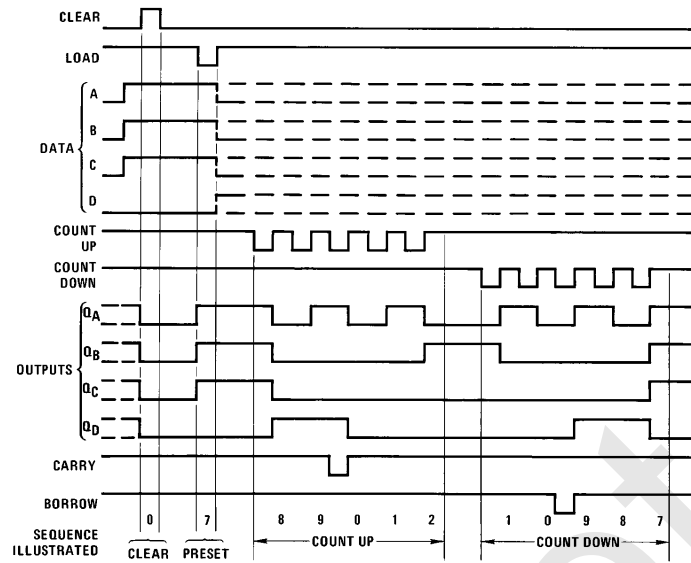 CLEAR
LOAD
A
B
DATA
C
D
COUNT
UP
COUNT
DOWN
QA
QB
OUTPUTS
QC
QD
CARRY
BORROW
0 7 8 9 0 1 2 1 0 9 8 7
SEQUENCE
ILLUSTRATED
CLEAR PRESET COUNT UP COUNT DOWN